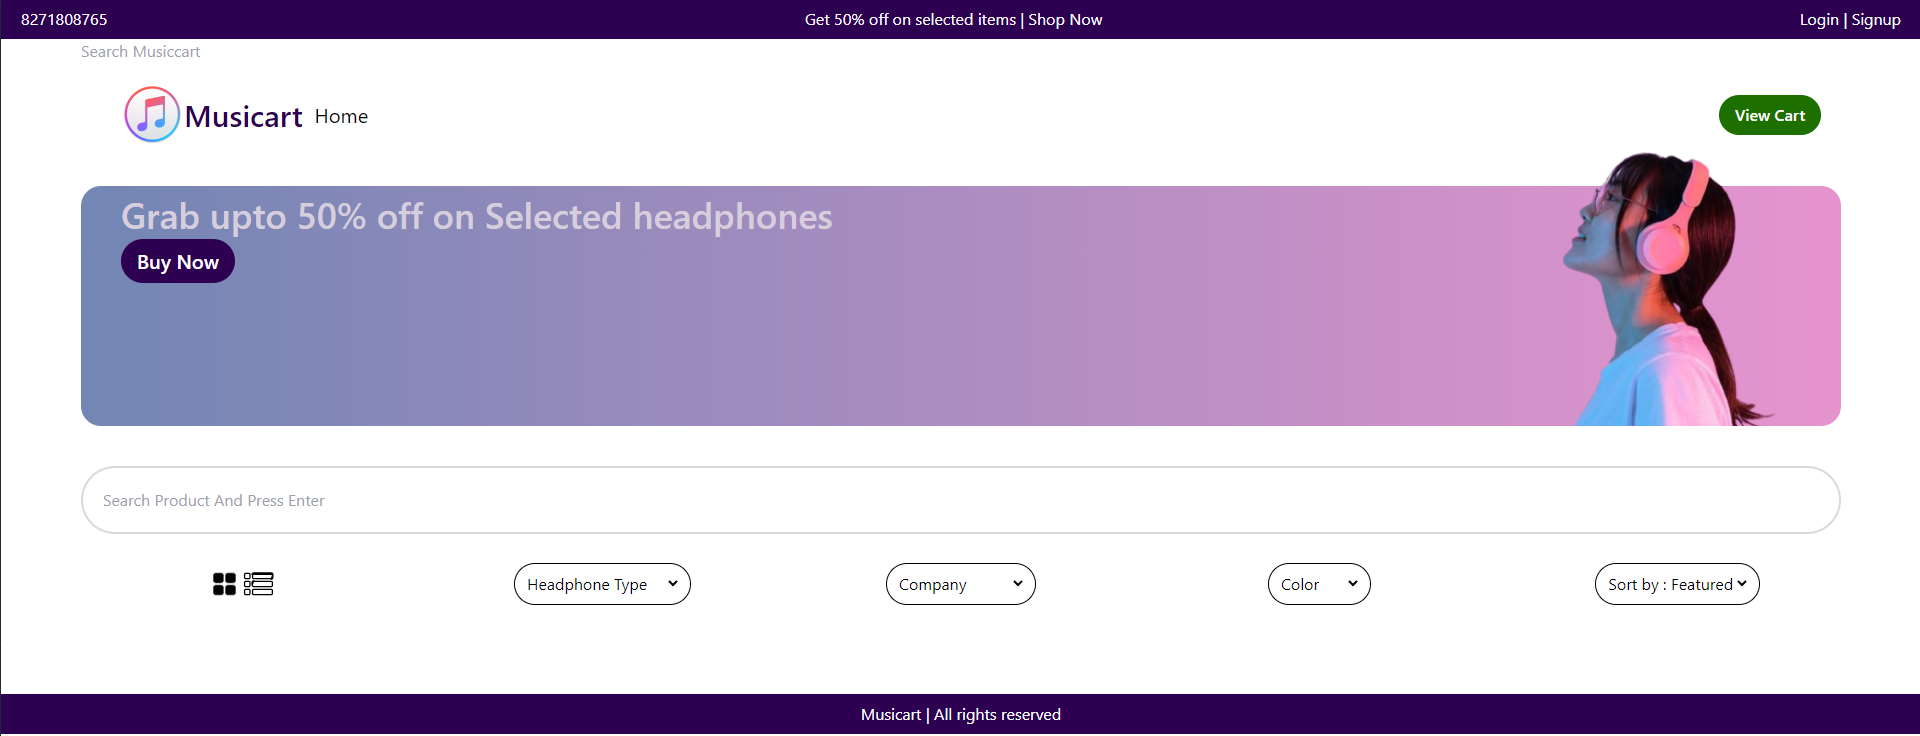 8271808765 Get 50% off on selected items | Shop Now Login | Signup
Search Musiccart
Musicart Home View Cart
Grab upto 50% off on Selected headphones
Buy Now
Search Product And Press Enter
Headphone Type Company Color Sort by : Featured
Musicart | All rights reserved